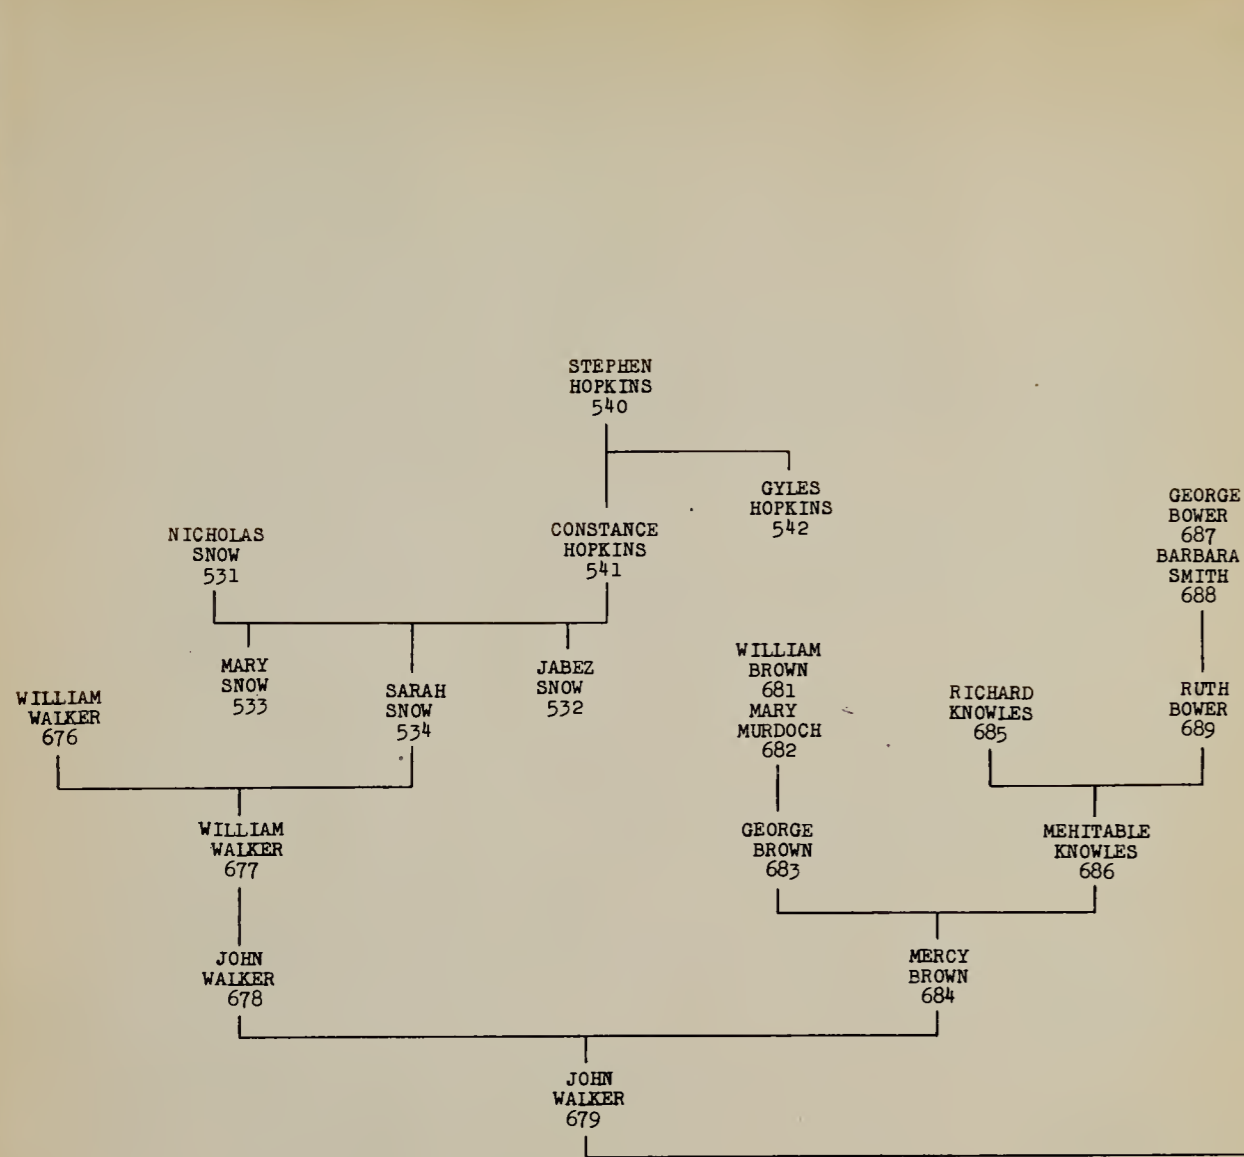 STEPHEN
HOPKINS
540
GYLES
HOPKINS
542
NICHOLAS
SNOW
531
CONSTANCE
HOPKINS
541
GEORGE
BOWER
687
BARBARA
SMITH
688
WILLIAM
WALKER
676
MARY
SNOW
533
SARAH
SNOW
534
JABEZ
SNOW
532
WILLIAM
BROWN
681
MARY
MURDOCH
682
RICHARD
KNOWLES
685
RUTH
BOWER
689
WILLIAM
WALKER
677
GEORGE
BROWN
683
MEHITABLE
KNOWLES
686
JOHN
WALKER
678
MERCY
BROWN
684
JOHN
WALKER
679